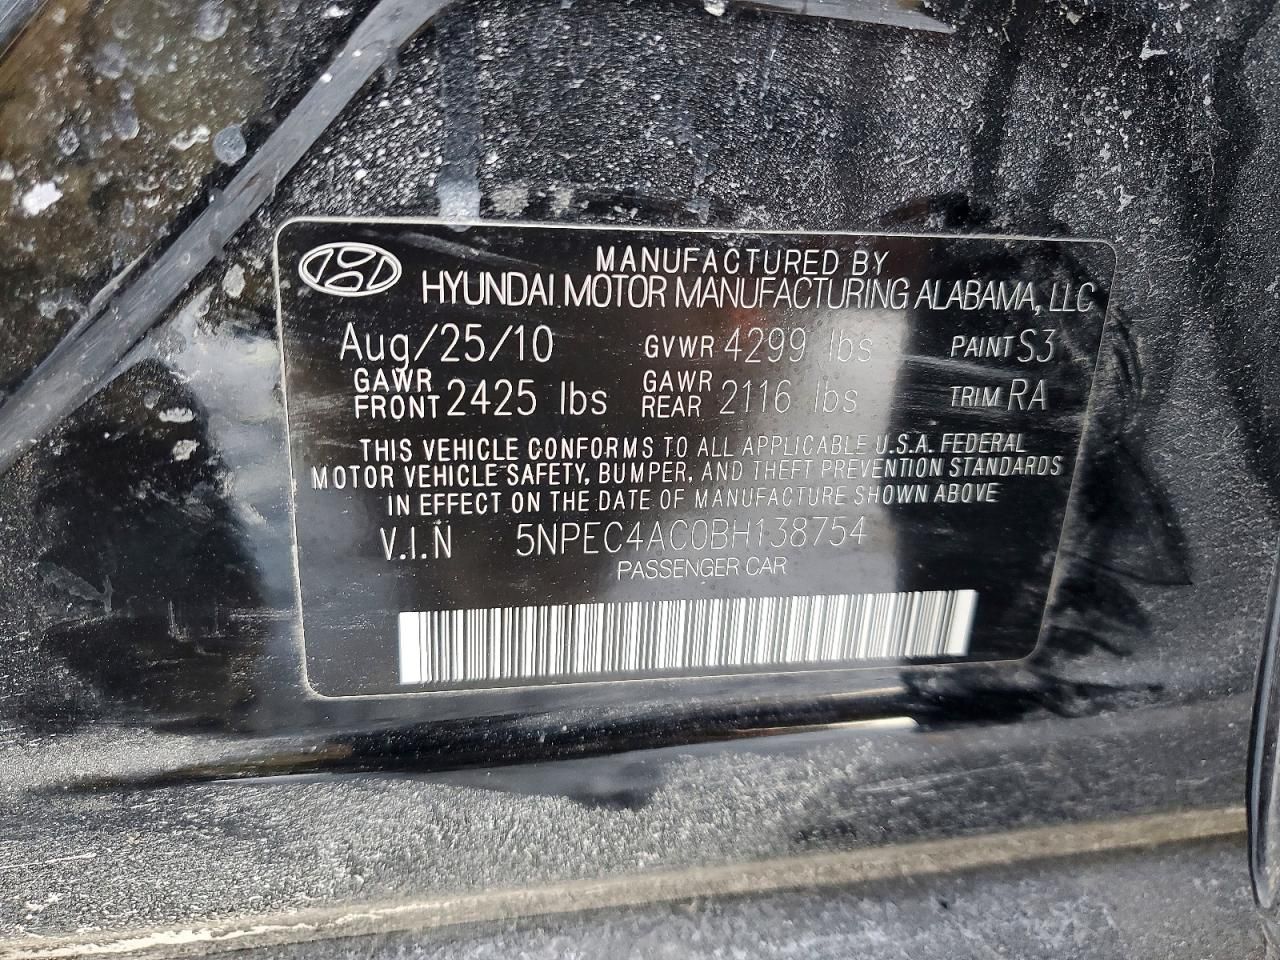 MANUFACTURED BY
HYUNDAI MOTOR MANUFACTURING ALABAMA, LLC
Aug/25/10 GVWR 4299 lbs PAINT S3
GAWR FRONT 2425 lbs GAWR REAR 2116 lbs TRIM RA
THIS VEHICLE CONFORMS TO ALL APPLICABLE U.S.A. FEDERAL
MOTOR VEHICLE SAFETY, BUMPER, AND THEFT PREVENTION STANDARDS
IN EFFECT ON THE DATE OF MANUFACTURE SHOWN ABOVE
V.I.N 5NPEC4AC0BH138754
PASSENGER CAR